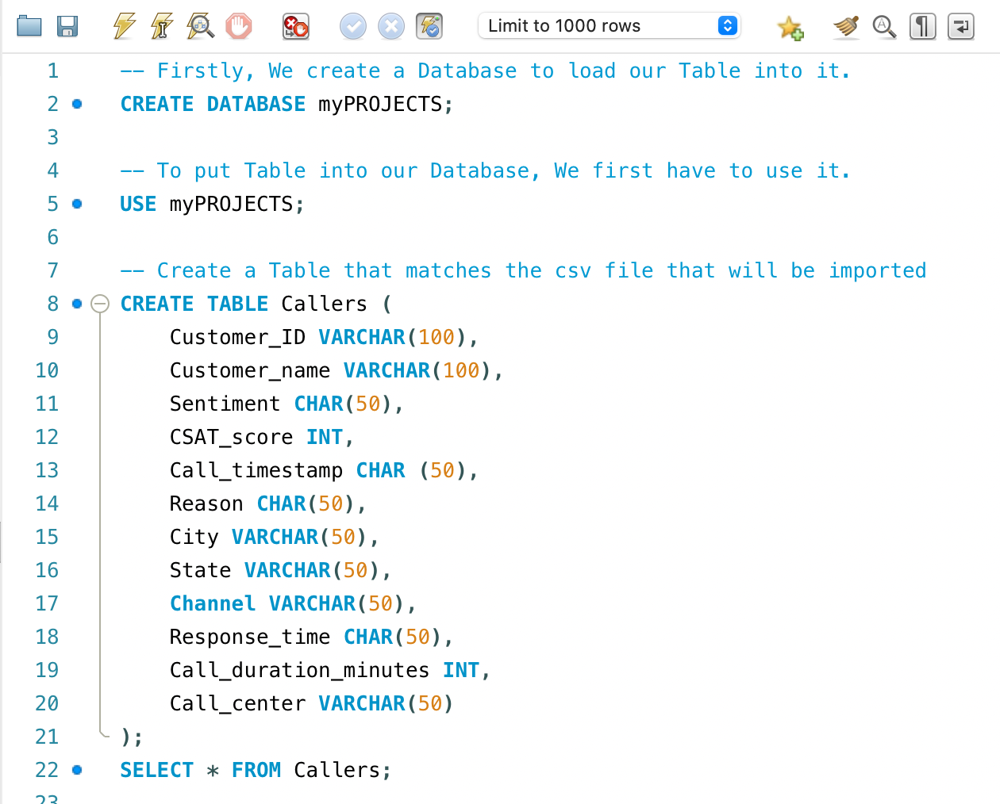 Limit to 1000 rows
1 -- Firstly, We create a Database to load our Table into it.
2 CREATE DATABASE myPROJECTS;
3
4 -- To put Table into our Database, We first have to use it.
5 USE myPROJECTS;
6
7 -- Create a Table that matches the csv file that will be imported
8 CREATE TABLE Callers (
9 Customer_ID VARCHAR(100),
10 Customer_name VARCHAR(100),
11 Sentiment CHAR(50),
12 CSAT_score INT,
13 Call_timestamp CHAR (50),
14 Reason CHAR(50),
15 City VARCHAR(50),
16 State VARCHAR(50),
17 Channel VARCHAR(50),
18 Response_time CHAR(50),
19 Call_duration_minutes INT,
20 Call_center VARCHAR(50)
21 );
22 SELECT * FROM Callers;
23